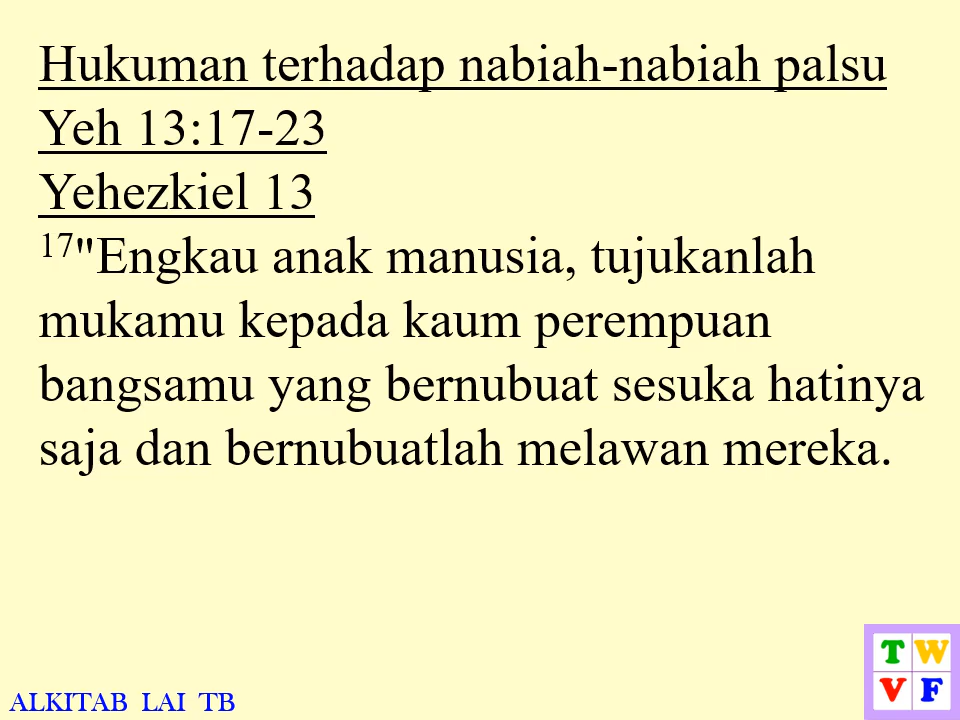 Hukuman terhadap nabiah-nabiah palsu
Yeh 13:17-23
Yehezkiel 13
17"Engkau anak manusia, tujukanlah
mukamu kepada kaum perempuan
bangsamu yang bernubuat sesuka hatinya
saja dan bernubuatlah melawan mereka.
T W
V F
ALKITAB LAI TB